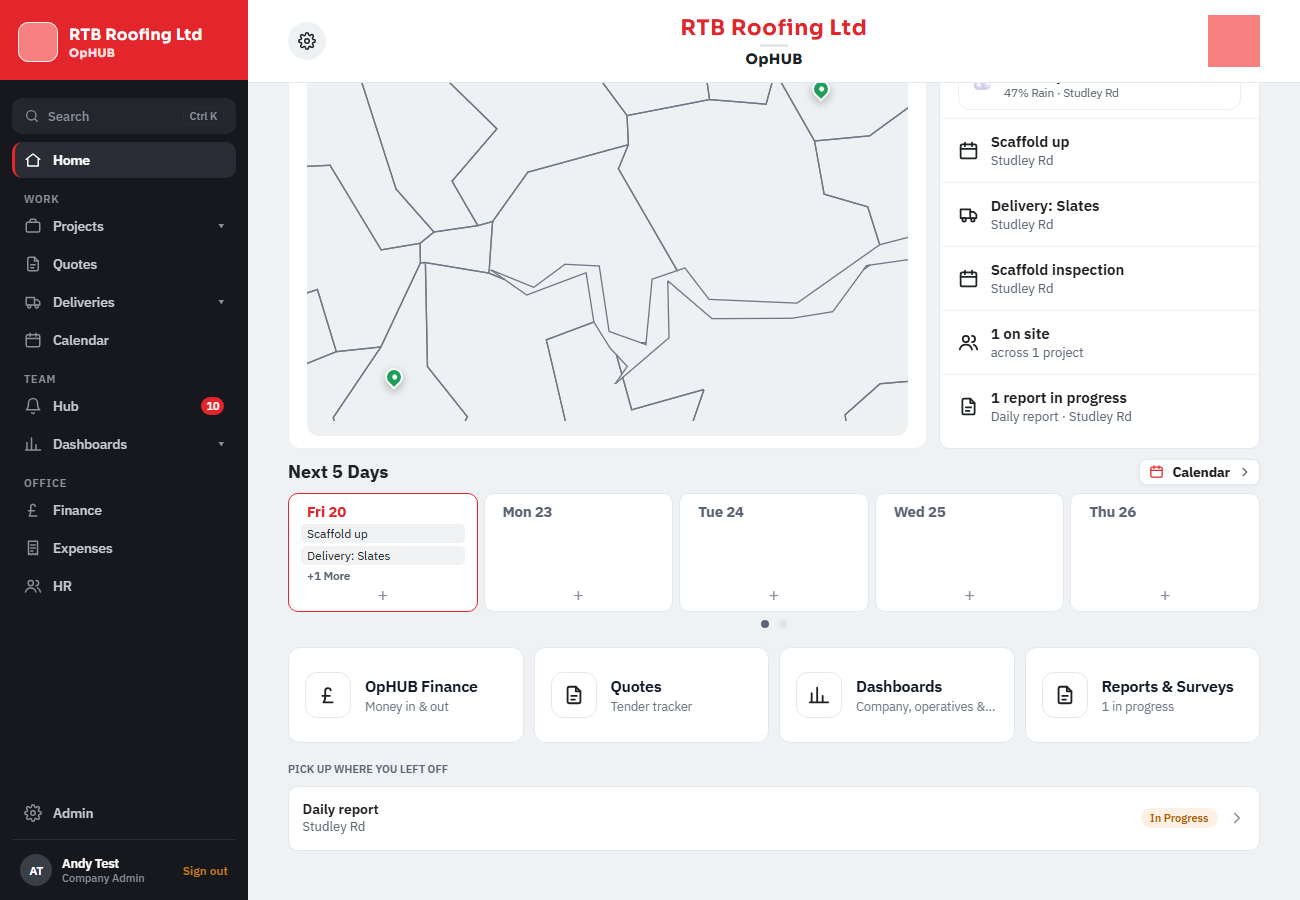 RTB Roofing Ltd
OpHUB
Search
Ctrl K
Home
WORK
Projects
Quotes
Deliveries
Calendar
TEAM
Hub
10
Dashboards
OFFICE
Finance
Expenses
HR
Admin
AT
Andy Test
Company Admin
Sign out
RTB Roofing Ltd
OpHUB
47% Rain · Studley Rd
Scaffold up
Studley Rd
Delivery: Slates
Studley Rd
Scaffold inspection
Studley Rd
1 on site
across 1 project
1 report in progress
Daily report · Studley Rd
Next 5 Days
Calendar
Fri 20
Scaffold up
Delivery: Slates
+1 More
+
Mon 23
+
Tue 24
+
Wed 25
+
Thu 26
+
OpHUB Finance
Money in & out
Quotes
Tender tracker
Dashboards
Company, operatives &...
Reports & Surveys
1 in progress
PICK UP WHERE YOU LEFT OFF
Daily report
Studley Rd
In Progress